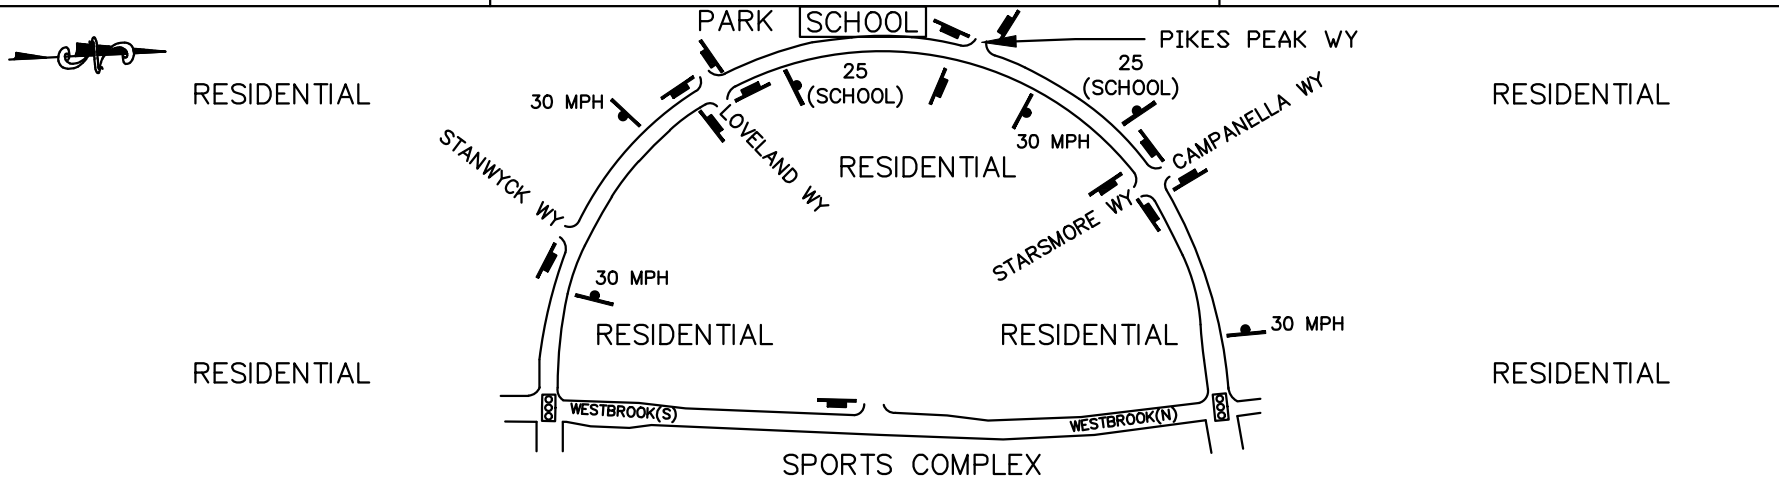 PARK SCHOOL
PIKES PEAK WY
25
(SCHOOL)
25
(SCHOOL)
RESIDENTIAL
30 MPH
RESIDENTIAL
CAMPANELLA WY
LOVELAND WY
STANWYCK WY
30 MPH
RESIDENTIAL
STARSMORE WY
30 MPH
RESIDENTIAL
RESIDENTIAL
30 MPH
RESIDENTIAL
RESIDENTIAL
WESTBROOK(S)
WESTBROOK(N)
SPORTS COMPLEX